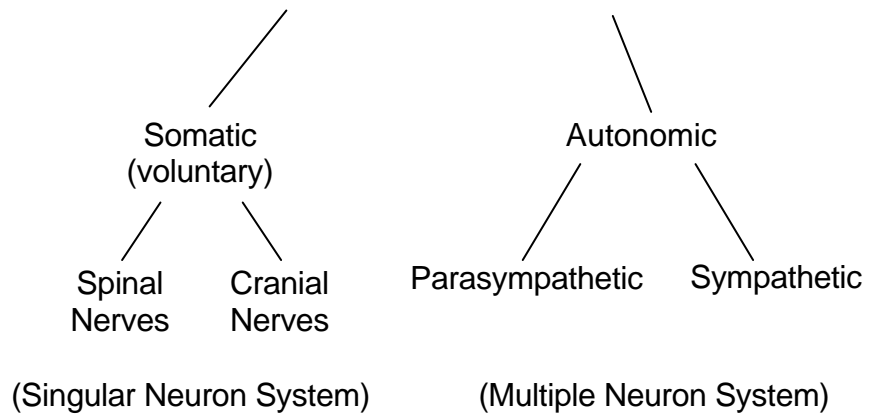 Somatic
(voluntary)
Autonomic
Spinal
Nerves
Cranial
Nerves
Parasympathetic
Sympathetic
(Singular Neuron System)
(Multiple Neuron System)